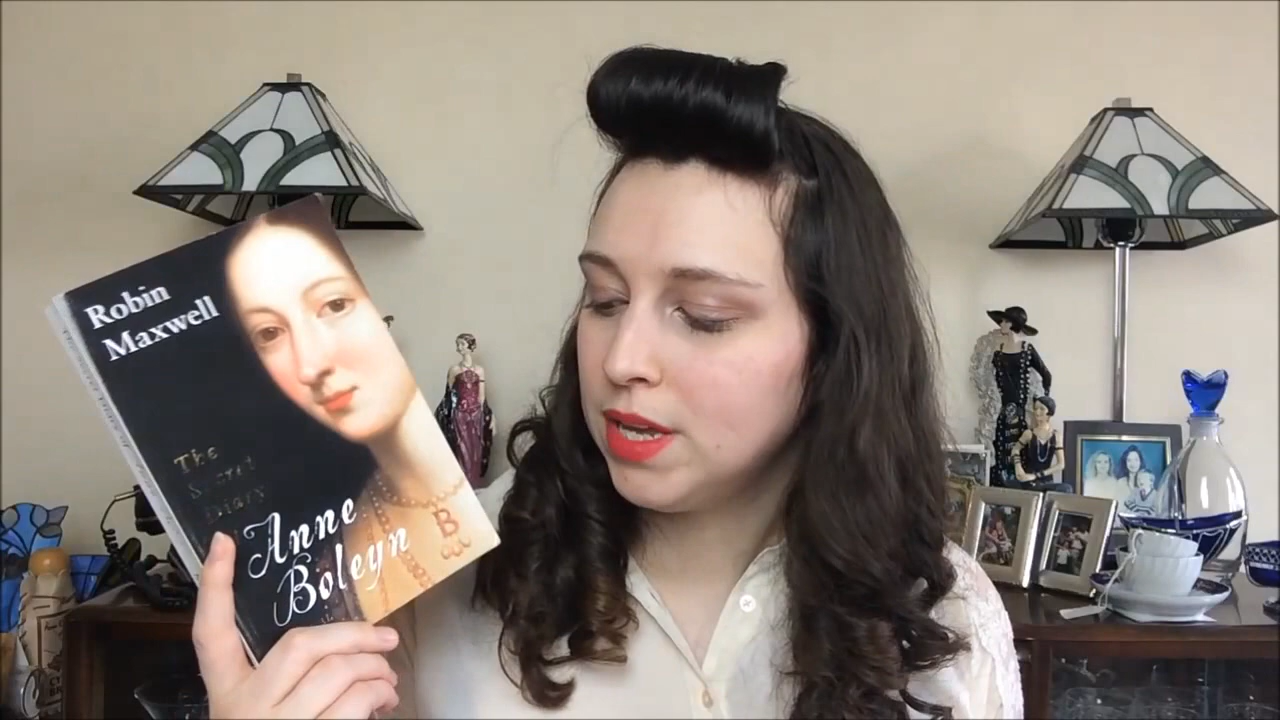 Robin
Maxwell
The
Secret
Diary
Anne
Boleyn
B